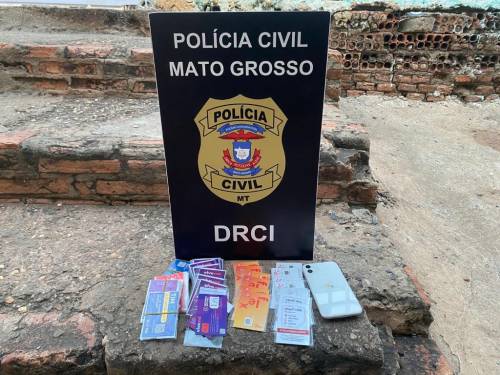 POLÍCIA CIVIL
MATO GROSSO
POLÍCIA
CIVIL
MT
DRCI